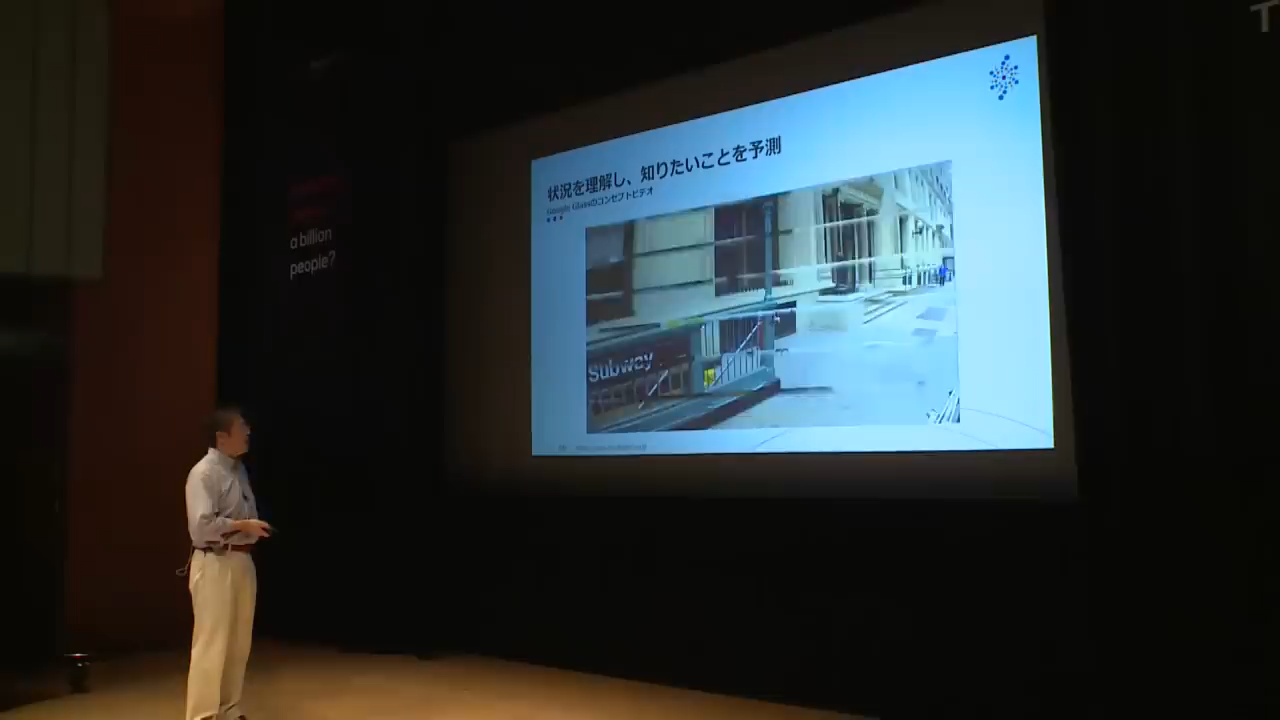 状況を理解し、知りたいことを予測
Google Glassのコンセプトビデオ
Subway
a billion
people?
T